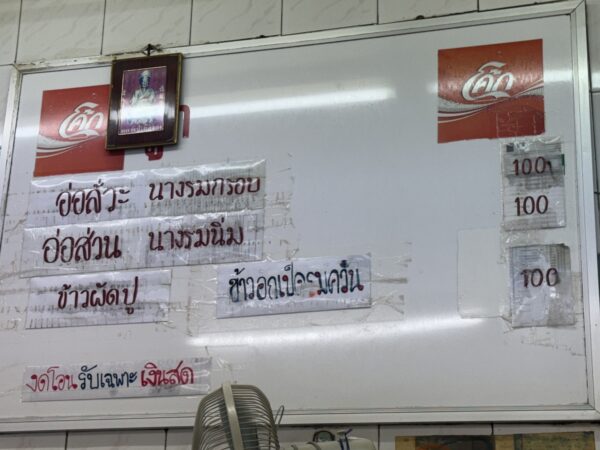 โค้ก
โค้ก
อ่อลั่วะ นางรมกรอบ 100
อ่อส่วน นางรมนิ่ม 100
ข้าวผัดปู 100
ข้าวอกเป็ดรมควัน
งดโอน รับเฉพาะ เงินสด